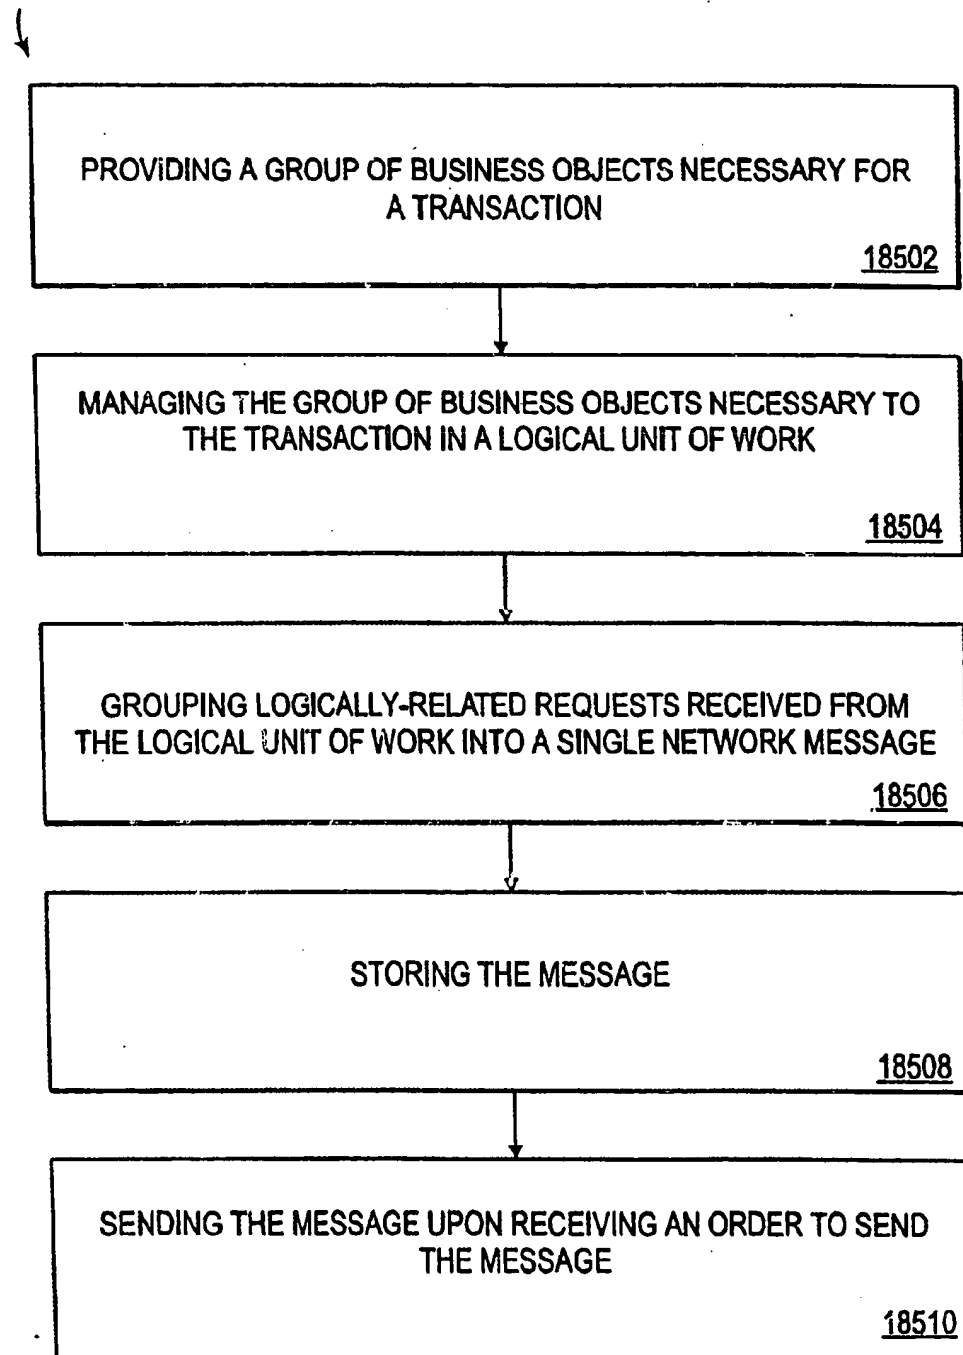 PROVIDING A GROUP OF BUSINESS OBJECTS NECESSARY FOR
A TRANSACTION
18502
MANAGING THE GROUP OF BUSINESS OBJECTS NECESSARY TO
THE TRANSACTION IN A LOGICAL UNIT OF WORK
18504
GROUPING LOGICALLY-RELATED REQUESTS RECEIVED FROM
THE LOGICAL UNIT OF WORK INTO A SINGLE NETWORK MESSAGE
18506
STORING THE MESSAGE
18508
SENDING THE MESSAGE UPON RECEIVING AN ORDER TO SEND
THE MESSAGE
18510